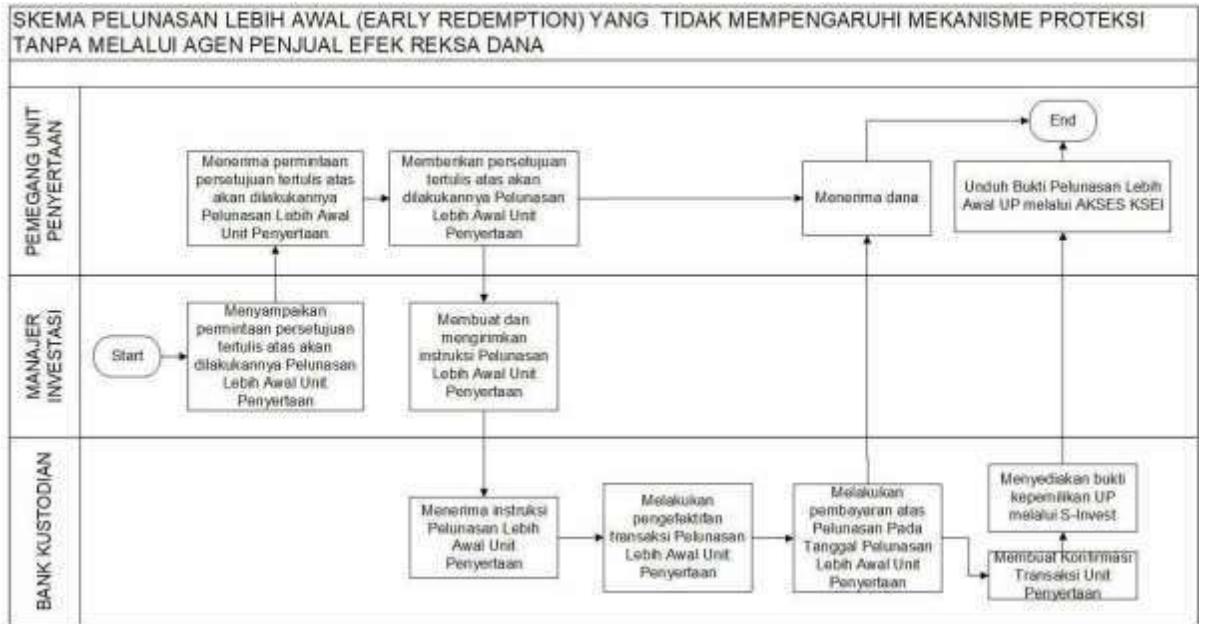 SKEMA PELUNASAN LEBIH AWAL (EARLY REDEMPTION) YANG TIDAK MEMPENGARUHI MEKANISME PROTEKSI
TANPA MELALUI AGEN PENJUAL EFEK REKSA DANA
PEMEGANG UNIT
PENYERTAAN
Menerima permintaan
persetujuan tertulis atas
akan dilakukannya
Pelunasan Lebih Awal
Unit Penyertaan
Memberikan persetujuan
tertulis atas akan
dilakukannya Pelunasan
Lebih Awal Unit
Penyertaan
Menerima dana
End
Unduh Bukti Pelunasan Lebih
Awal UP melalui AKSES KSEI
MANAJER
INVESTASI
Start
Menyampaikan
permintaan persetujuan
tertulis atas akan
dilakukannya Pelunasan
Lebih Awal Unit
Penyertaan
Membuat dan
mengirimkan
instruksi Pelunasan
Lebih Awal Unit
Penyertaan
BANK KUSTODIAN
Menerima instruksi
Pelunasan Lebih
Awal Unit
Penyertaan
Melakukan
pengefektifan
transaksi Pelunasan
Lebih Awal Unit
Penyertaan
Melakukan
pembayaran atas
Pelunasan Pada
Tanggal Pelunasan
Lebih Awal Unit
Penyertaan
Menyediakan bukti
kepemilikan UP
melalui S-Invest
Membuat Konfirmasi
Transaksi Unit
Penyertaan